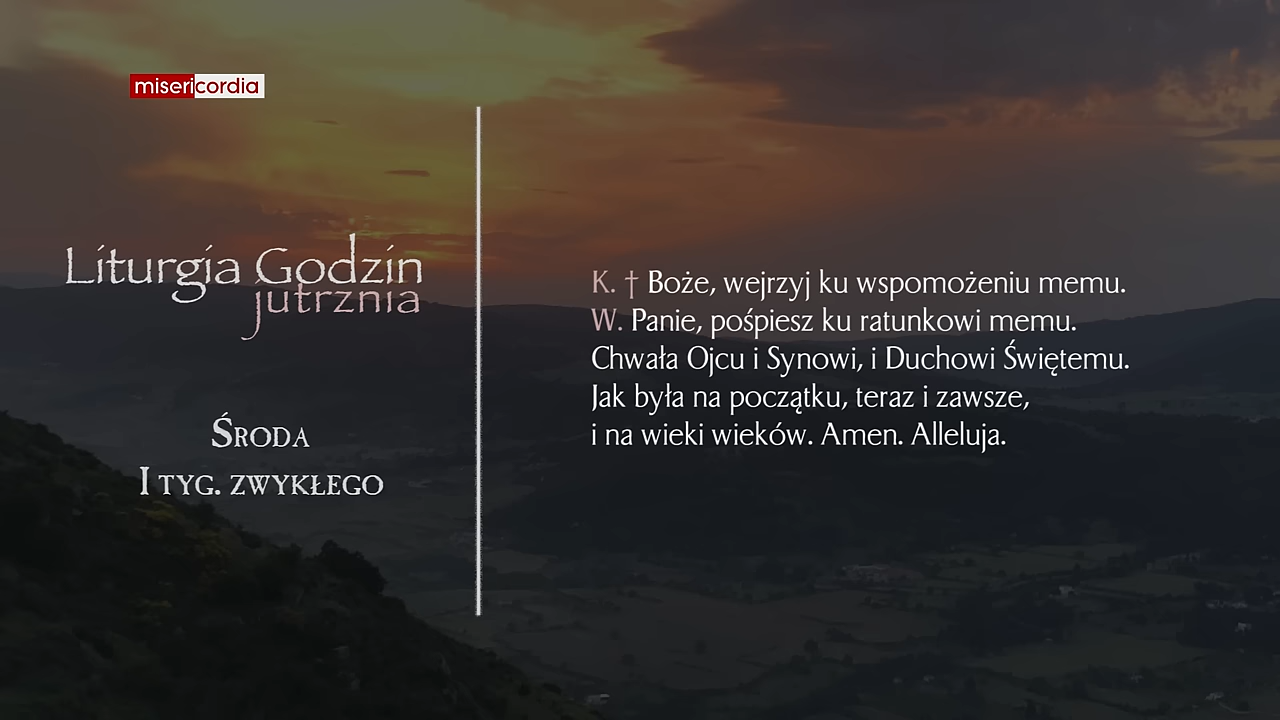 misericordia
Liturgia Godzin
jutrznia
Środa
I tyg. zwykłego
K. † Boże, wejrzyj ku wspomożeniu memu.
W. Panie, pośpiesz ku ratunkowi memu.
Chwała Ojcu i Synowi, i Duchowi Świętemu.
Jak była na początku, teraz i zawsze,
i na wieki wieków. Amen. Alleluja.